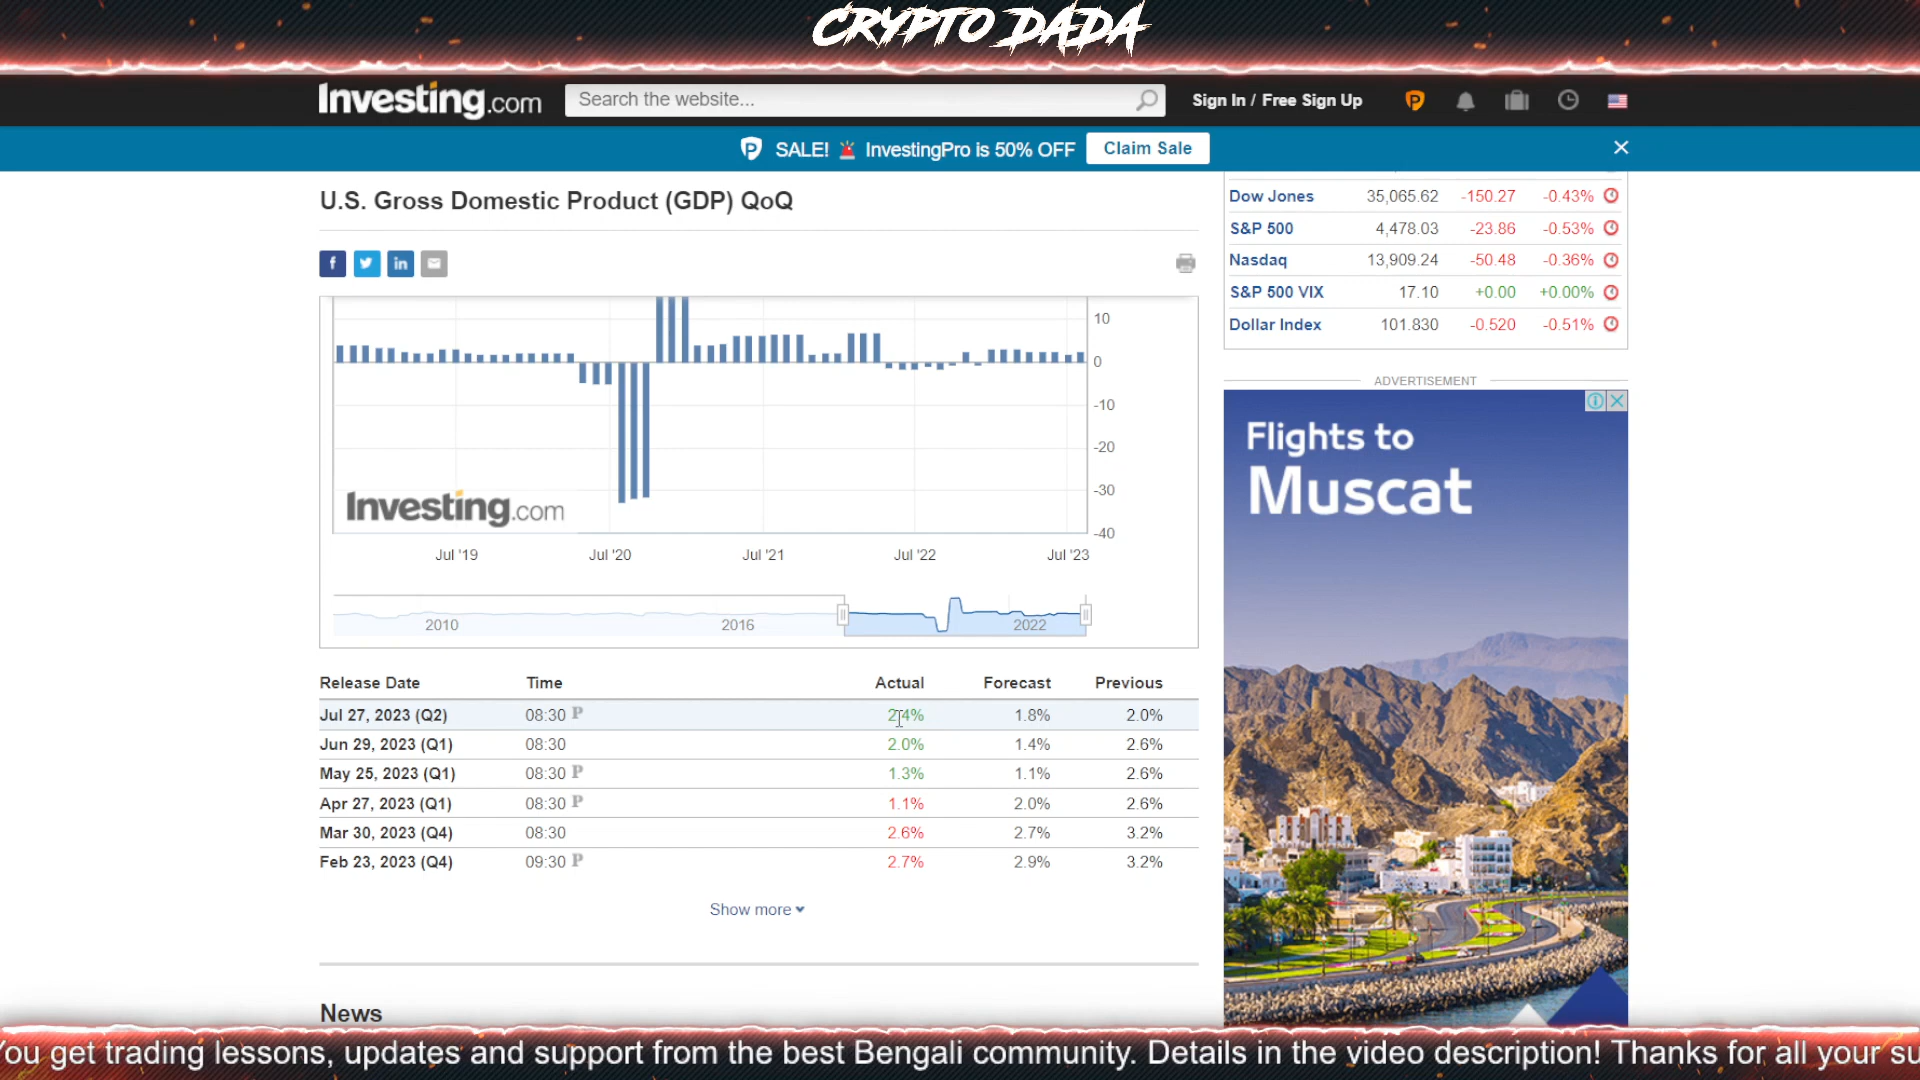 CRYPTO DADA
Investing.com
Search the website...
Sign In / Free Sign Up
SALE! InvestingPro is 50% OFF
Claim Sale
U.S. Gross Domestic Product (GDP) QoQ
10
0
-10
-20
-30
-40
Investing.com
Jul '19 Jul '20 Jul '21 Jul '22 Jul '23
2010 2016 2022
Release Date Time Actual Forecast Previous
Jul 27, 2023 (Q2) 08:30 P 2.4% 1.8% 2.0%
Jun 29, 2023 (Q1) 08:30 2.0% 1.4% 2.6%
May 25, 2023 (Q1) 08:30 P 1.3% 1.1% 2.6%
Apr 27, 2023 (Q1) 08:30 P 1.1% 2.0% 2.6%
Mar 30, 2023 (Q4) 08:30 2.6% 2.7% 3.2%
Feb 23, 2023 (Q4) 09:30 P 2.7% 2.9% 3.2%
Show more
News
Dow Jones 35,065.62 -150.27 -0.43%
S&P 500 4,478.03 -23.86 -0.53%
Nasdaq 13,909.24 -50.48 -0.36%
S&P 500 VIX 17.10 +0.00 +0.00%
Dollar Index 101.830 -0.520 -0.51%
ADVERTISEMENT
Flights to
Muscat
You get trading lessons, updates and support from the best Bengali community. Details in the video description! Thanks for all your su